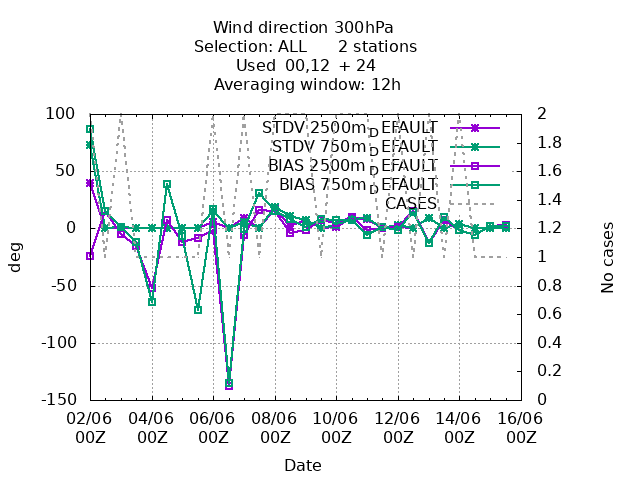 Wind direction 300hPa
Selection: ALL 2 stations
Used 00,12 + 24
Averaging window: 12h
STDV 2500m_DEFAULT
STDV 750m_DEFAULT
BIAS 2500m_DEFAULT
BIAS 750m_DEFAULT
CASES
100
50
0
-50
-100
-150
deg
2
1.8
1.6
1.4
1.2
1
0.8
0.6
0.4
0.2
0
No cases
02/06 04/06 06/06 08/06 10/06 12/06 14/06 16/06
00Z 00Z 00Z 00Z 00Z 00Z 00Z 00Z
Date